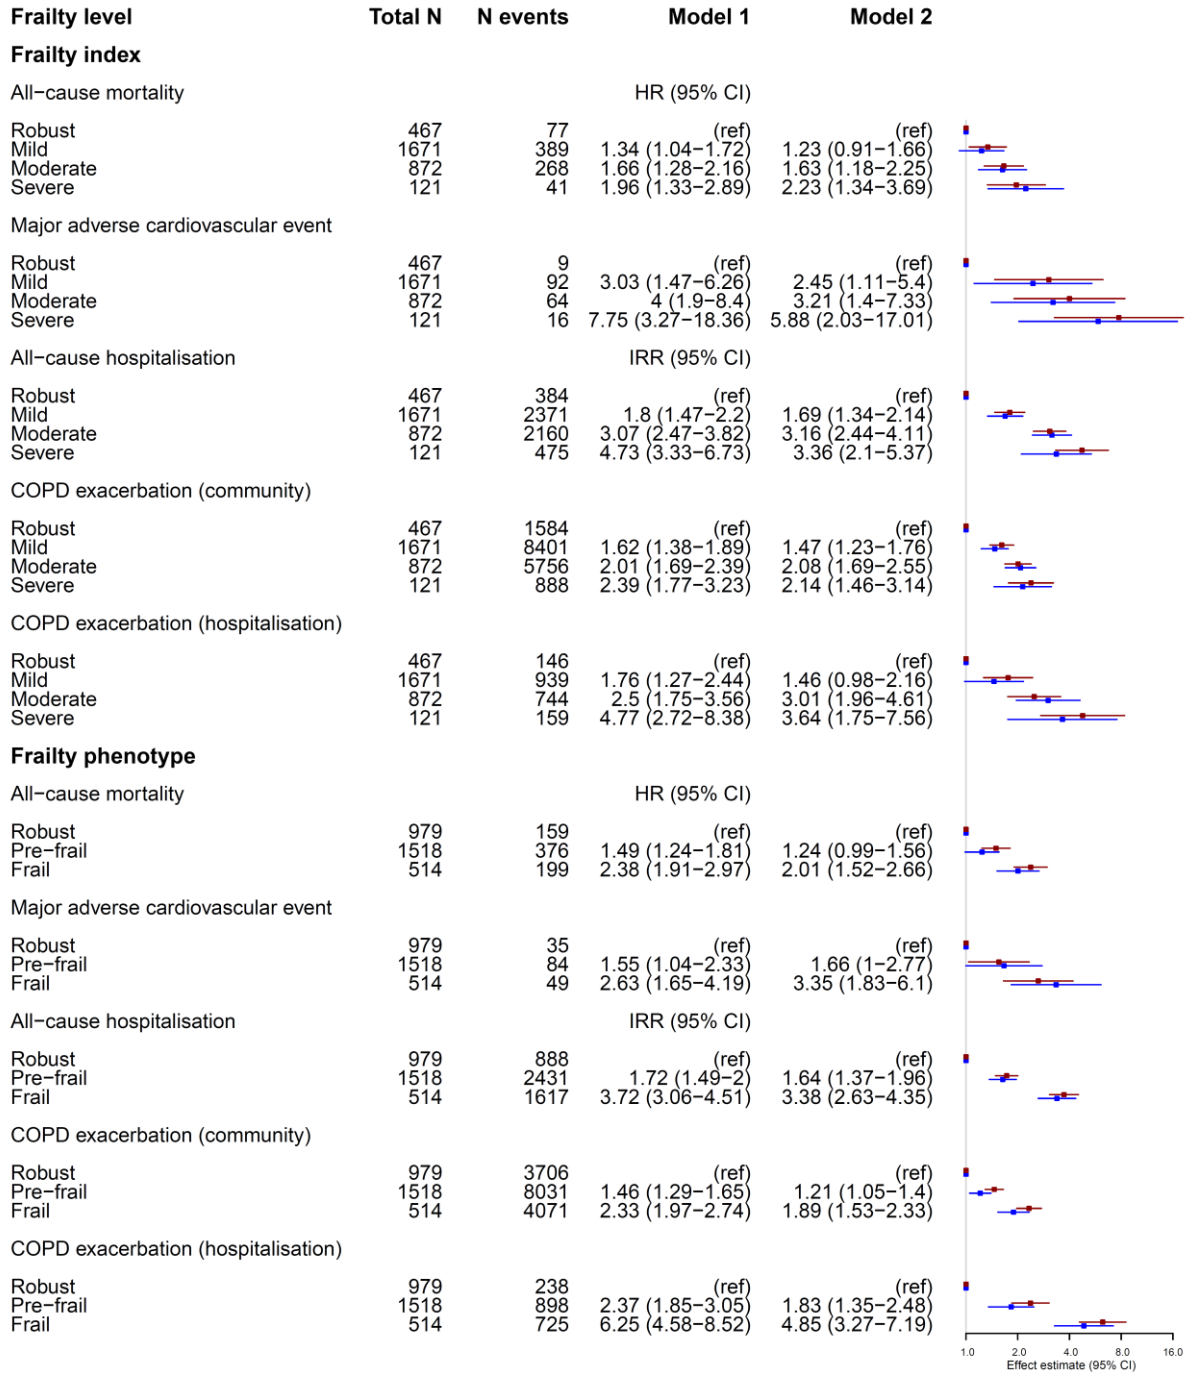 Frailty level Total N N events Model 1 Model 2
Frailty index
All−cause mortality HR (95% CI)
Robust 467 77 (ref) (ref)
Mild 1671 389 1.34 (1.04−1.72) 1.23 (0.91−1.66)
Moderate 872 268 1.66 (1.28−2.16) 1.63 (1.18−2.25)
Severe 121 41 1.96 (1.33−2.89) 2.23 (1.34−3.69)
Major adverse cardiovascular event
Robust 467 9 (ref) (ref)
Mild 1671 92 3.03 (1.47−6.26) 2.45 (1.11−5.4)
Moderate 872 64 4 (1.9−8.4) 3.21 (1.4−7.33)
Severe 121 16 7.75 (3.27−18.36) 5.88 (2.03−17.01)
All−cause hospitalisation IRR (95% CI)
Robust 467 384 (ref) (ref)
Mild 1671 2371 1.8 (1.47−2.2) 1.69 (1.34−2.14)
Moderate 872 2160 3.07 (2.47−3.82) 3.16 (2.44−4.11)
Severe 121 475 4.73 (3.33−6.73) 3.36 (2.1−5.37)
COPD exacerbation (community)
Robust 467 1584 (ref) (ref)
Mild 1671 8401 1.62 (1.38−1.89) 1.47 (1.23−1.76)
Moderate 872 5756 2.01 (1.69−2.39) 2.08 (1.69−2.55)
Severe 121 888 2.39 (1.77−3.23) 2.14 (1.46−3.14)
COPD exacerbation (hospitalisation)
Robust 467 146 (ref) (ref)
Mild 1671 939 1.76 (1.27−2.44) 1.46 (0.98−2.16)
Moderate 872 744 2.5 (1.75−3.56) 3.01 (1.96−4.61)
Severe 121 159 4.77 (2.72−8.38) 3.64 (1.75−7.56)
Frailty phenotype
All−cause mortality HR (95% CI)
Robust 979 159 (ref) (ref)
Pre−frail 1518 376 1.49 (1.24−1.81) 1.24 (0.99−1.56)
Frail 514 199 2.38 (1.91−2.97) 2.01 (1.52−2.66)
Major adverse cardiovascular event
Robust 979 35 (ref) (ref)
Pre−frail 1518 84 1.55 (1.04−2.33) 1.66 (1−2.77)
Frail 514 49 2.63 (1.65−4.19) 3.35 (1.83−6.1)
All−cause hospitalisation IRR (95% CI)
Robust 979 888 (ref) (ref)
Pre−frail 1518 2431 1.72 (1.49−2) 1.64 (1.37−1.96)
Frail 514 1617 3.72 (3.06−4.51) 3.38 (2.63−4.35)
COPD exacerbation (community)
Robust 979 3706 (ref) (ref)
Pre−frail 1518 8031 1.46 (1.29−1.65) 1.21 (1.05−1.4)
Frail 514 4071 2.33 (1.97−2.74) 1.89 (1.53−2.33)
COPD exacerbation (hospitalisation)
Robust 979 238 (ref) (ref)
Pre−frail 1518 898 2.37 (1.85−3.05) 1.83 (1.35−2.48)
Frail 514 725 6.25 (4.58−8.52) 4.85 (3.27−7.19)
1.0 2.0 4.0 8.0 16.0
Effect estimate (95% CI)